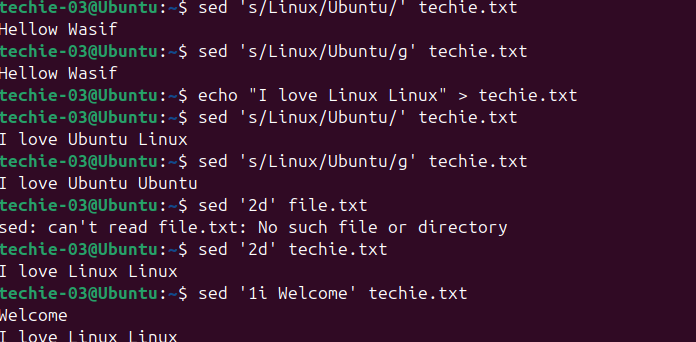 techie-03@Ubuntu:~$ sed 's/Linux/Ubuntu/' techie.txt
Hellow Wasif
techie-03@Ubuntu:~$ sed 's/Linux/Ubuntu/g' techie.txt
Hellow Wasif
techie-03@Ubuntu:~$ echo "I love Linux Linux" > techie.txt
techie-03@Ubuntu:~$ sed 's/Linux/Ubuntu/' techie.txt
I love Ubuntu Linux
techie-03@Ubuntu:~$ sed 's/Linux/Ubuntu/g' techie.txt
I love Ubuntu Ubuntu
techie-03@Ubuntu:~$ sed '2d' file.txt
sed: can't read file.txt: No such file or directory
techie-03@Ubuntu:~$ sed '2d' techie.txt
I love Linux Linux
techie-03@Ubuntu:~$ sed '1i Welcome' techie.txt
Welcome
I love Linux Linux